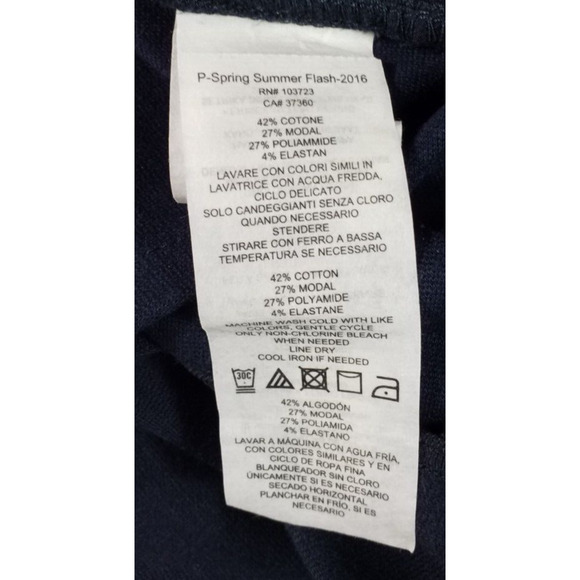 P-Spring Summer Flash-2016
RN# 103723
CA# 37360
42% COTONE
27% MODAL
27% POLIAMMIDE
4% ELASTAN
LAVARE CON COLORI SIMILI IN
LAVATRICE CON ACQUA FREDDA,
CICLO DELICATO
SOLO CANDEGGIANTI SENZA CLORO
QUANDO NECESSARIO
STENDERE
STIRARE CON FERRO A BASSA
TEMPERATURA SE NECESSARIO
42% COTTON
27% MODAL
27% POLYAMIDE
4% ELASTANE
MACHINE WASH COLD WITH LIKE
COLORS, GENTLE CYCLE
ONLY NON-CHLORINE BLEACH
WHEN NEEDED
LINE DRY
COOL IRON IF NEEDED
30C
42% ALGODÓN
27% MODAL
27% POLIAMIDA
4% ELASTANO
LAVAR A MÁQUINA CON AGUA FRÍA,
CON COLORES SIMILARES Y EN
CICLO DE ROPA FINA
BLANQUEADOR SIN CLORO
ÚNICAMENTE SI ES NECESARIO
SECADO HORIZONTAL
PLANCHAR EN FRÍO, SI ES
NECESARIO